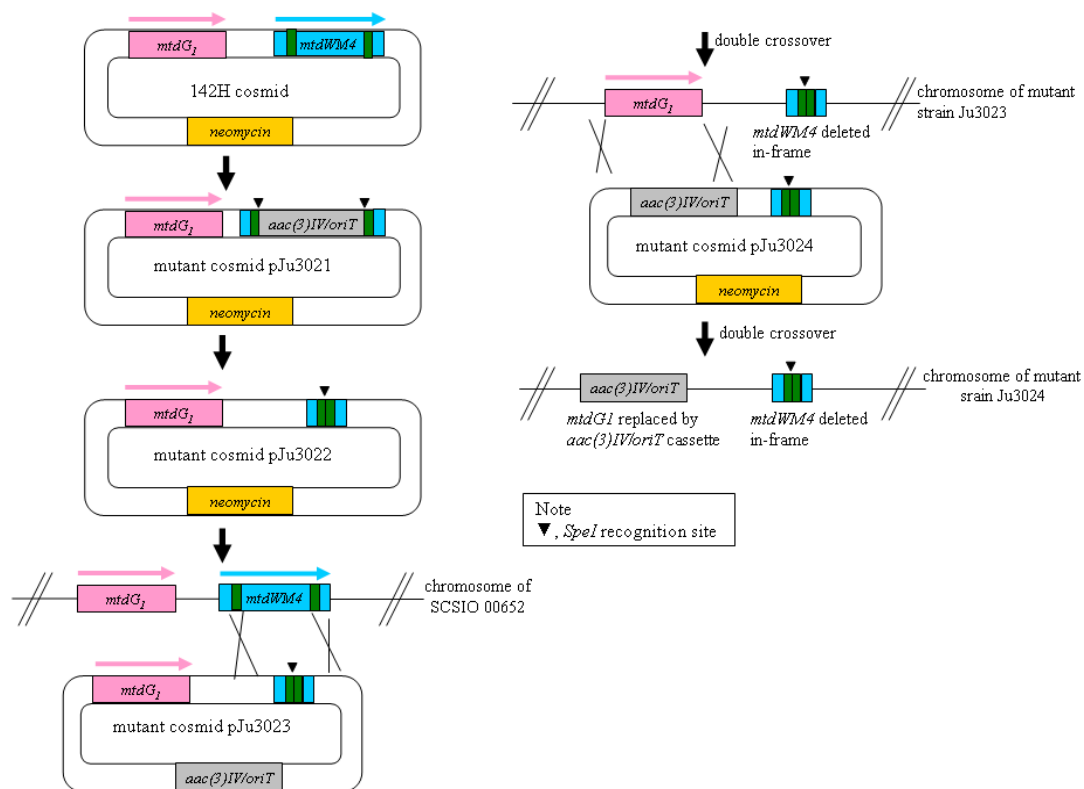 mtdG1
mtdWM4
142H cosmid
neomycin
mtdG1
aac(3)IV/oriT
mutant cosmid pJu3021
neomycin
mtdG1
mutant cosmid pJu3022
neomycin
mtdG1
mtdWM4
chromosome of
SCSIO 00652
mtdG1
mutant cosmid pJu3023
aac(3)IV/oriT
double crossover
mtdG1
chromosome of mutant
strain Ju3023
mtdWM4 deleted
in-frame
aac(3)IV/oriT
mutant cosmid pJu3024
neomycin
double crossover
aac(3)IV/oriT
chromosome of mutant
srain Ju3024
mtdG1 replaced by
aac(3)IV/oriT cassette
mtdWM4 deleted
in-frame
Note
▼, SpeI recognition site